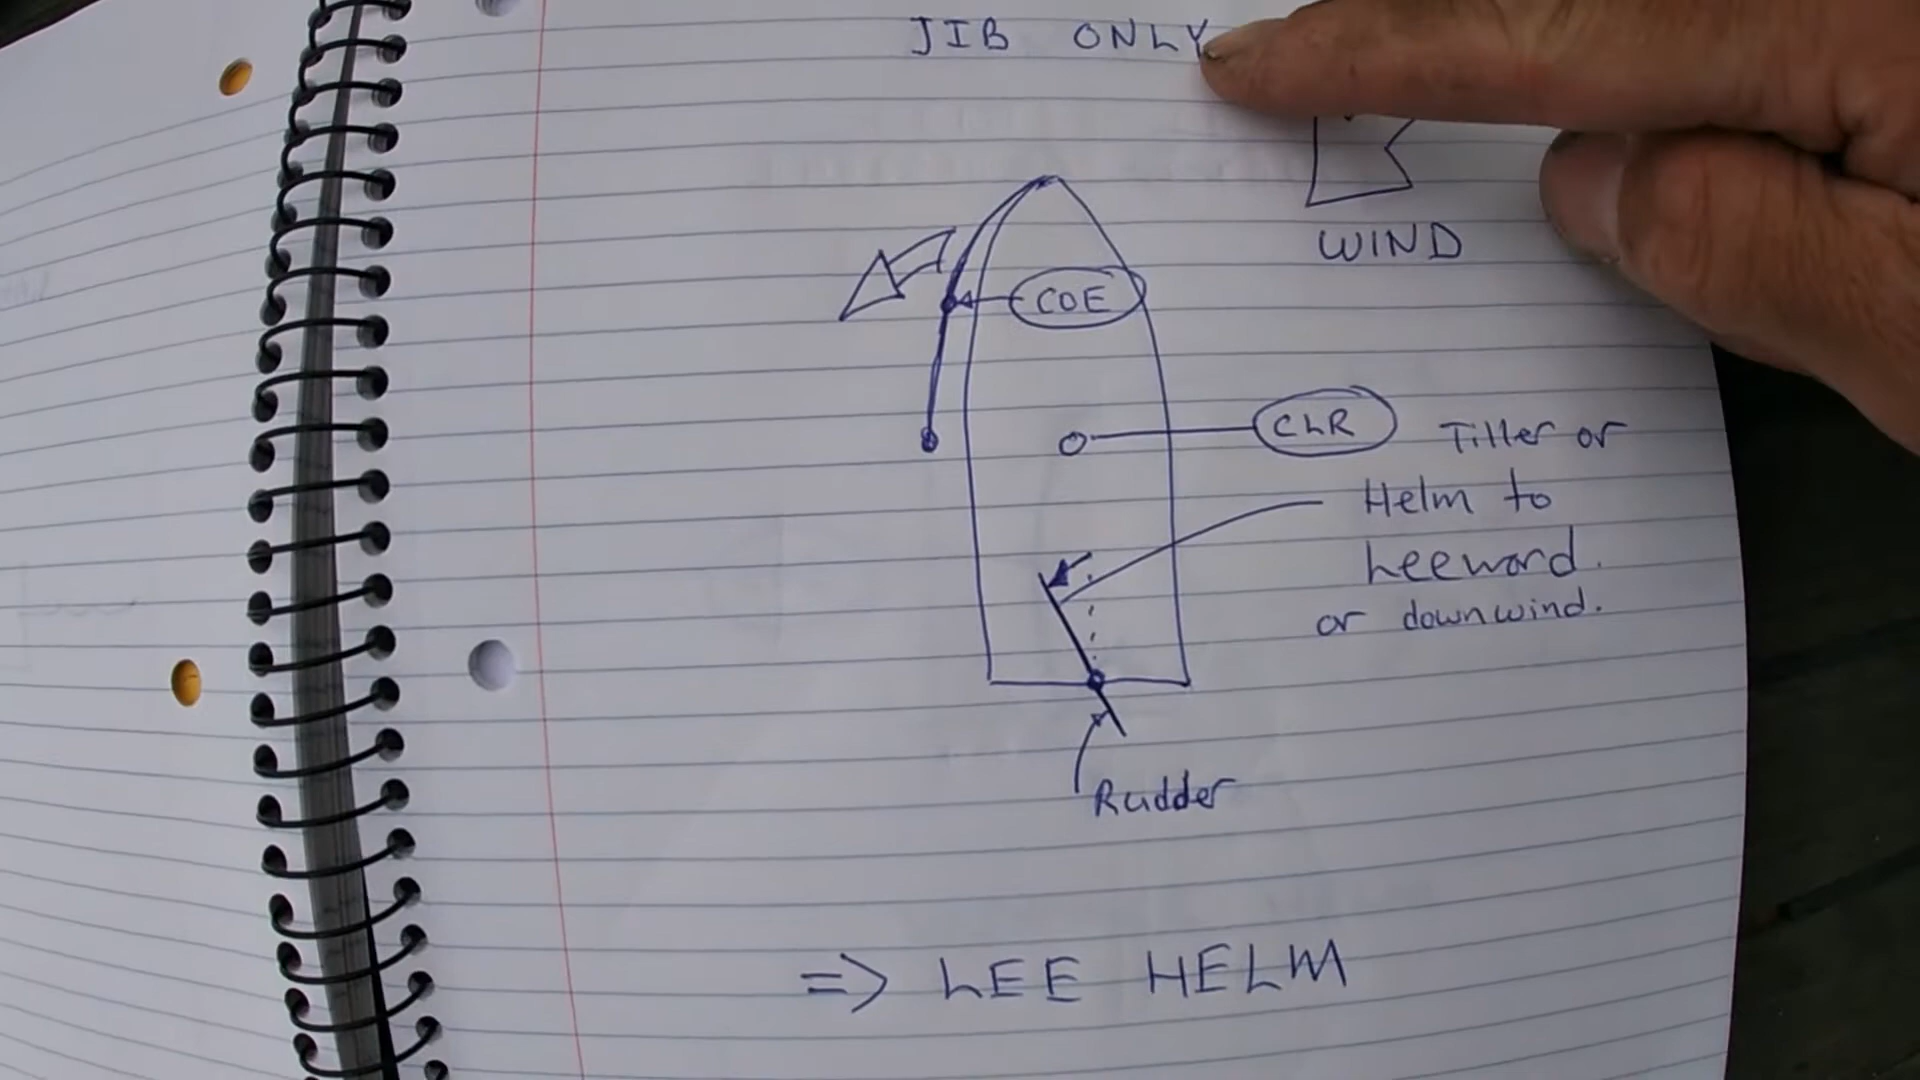 JIB ONLY
WIND
COE
CLR
Tiller or
Helm to
Leeward.
or downwind.
Rudder
=> LEE HELM